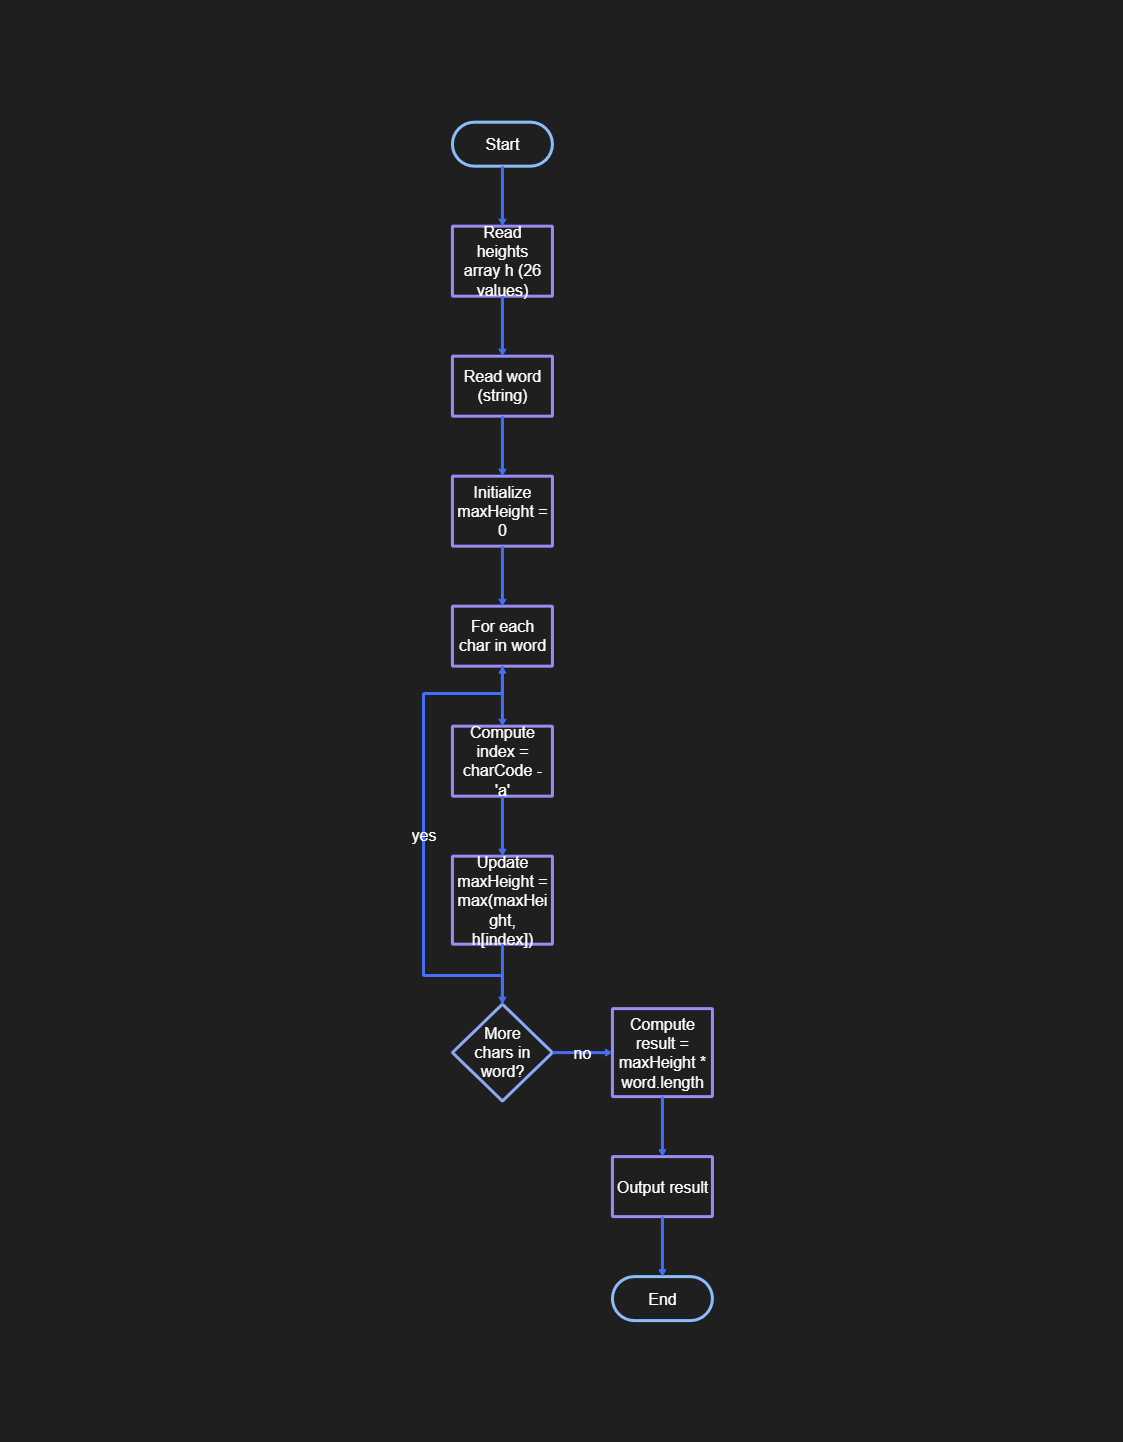 Start
Read
heights
array h (26
values)
Read word
(string)
Initialize
maxHeight =
0
For each
char in word
Compute
index =
charCode -
'a'
yes
Update
maxHeight =
max(maxHei
ght,
h[index])
More
chars in
word?
no
Compute
result =
maxHeight *
word.length
Output result
End